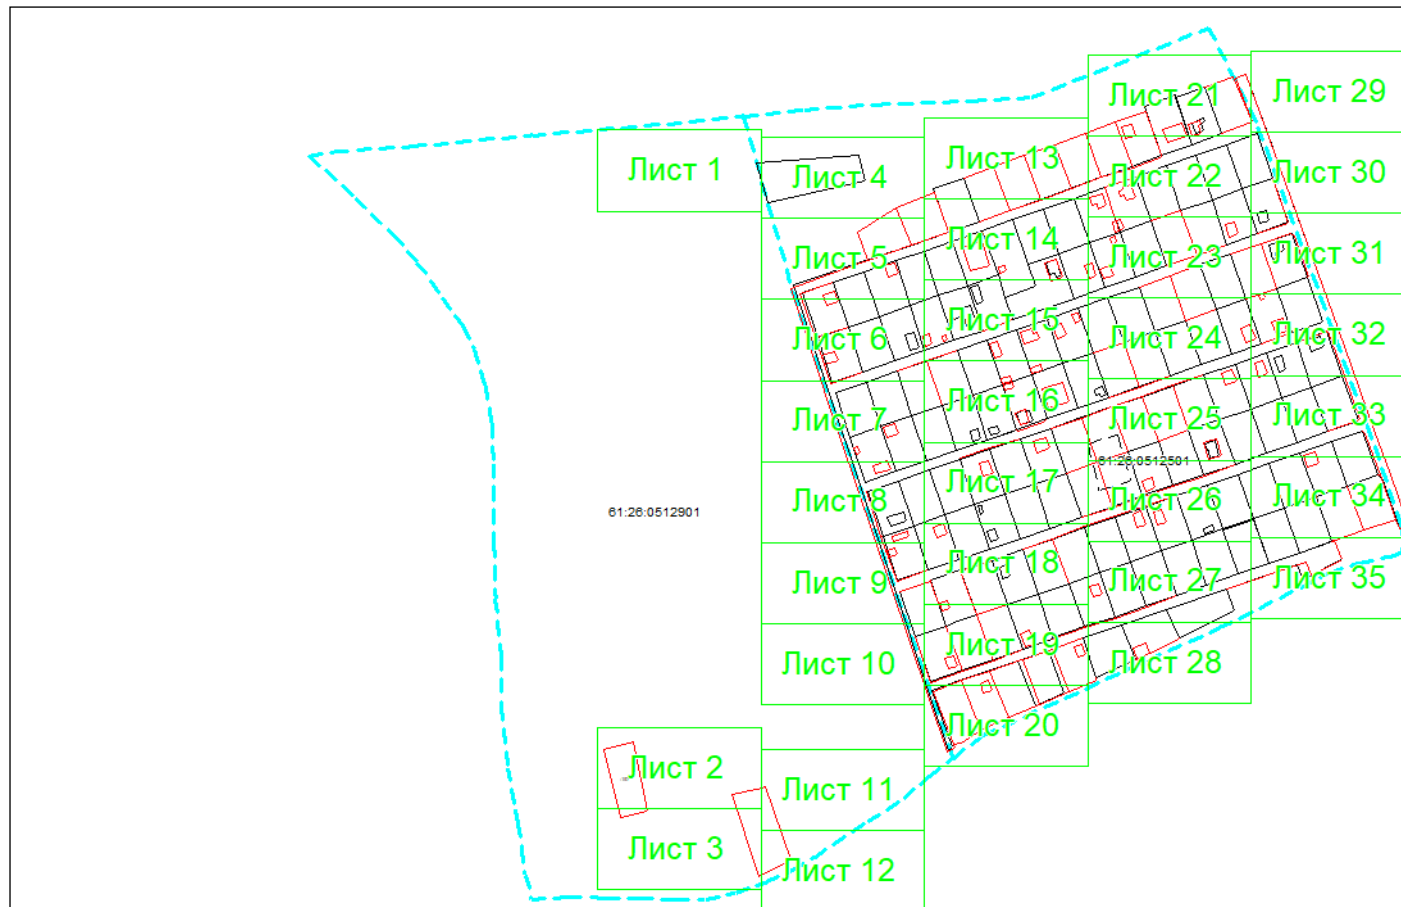 Лист 1
Лист 2
Лист 3
Лист 4
Лист 5
Лист 6
Лист 7
Лист 8
Лист 9
Лист 10
Лист 11
Лист 12
Лист 13
Лист 14
Лист 15
Лист 16
Лист 17
Лист 18
Лист 19
Лист 20
Лист 21
Лист 22
Лист 23
Лист 24
Лист 25
Лист 26
Лист 27
Лист 28
Лист 29
Лист 30
Лист 31
Лист 32
Лист 33
Лист 34
Лист 35
61:26:0512901
61:26:0512501